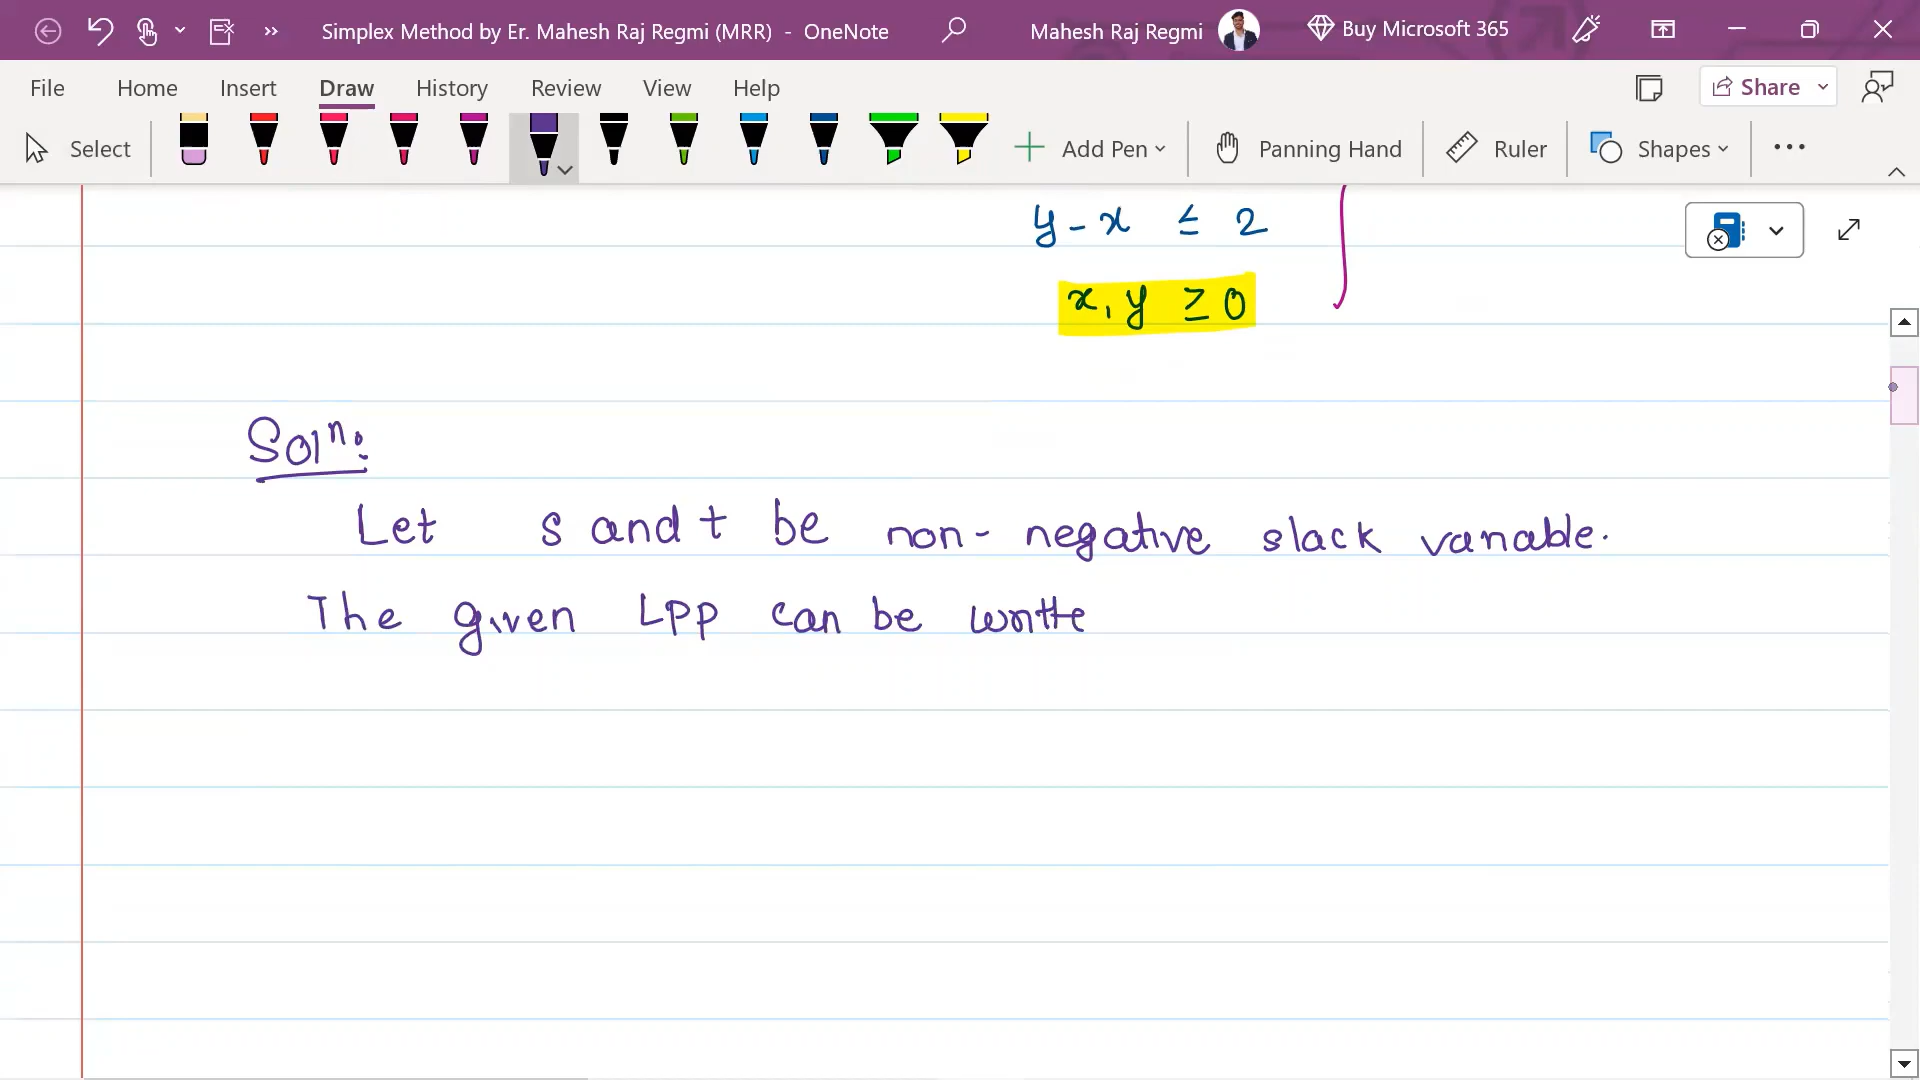 Simplex Method by Er. Mahesh Raj Regmi (MRR) - OneNote
Mahesh Raj Regmi
Buy Microsoft 365
File Home Insert Draw History Review View Help
Share
Select
Add Pen
Panning Hand
Ruler
Shapes
y - x ≤ 2
x, y ≥ 0
Solⁿ:
Let s and t be non-negative slack variable.
The given LPP can be writte